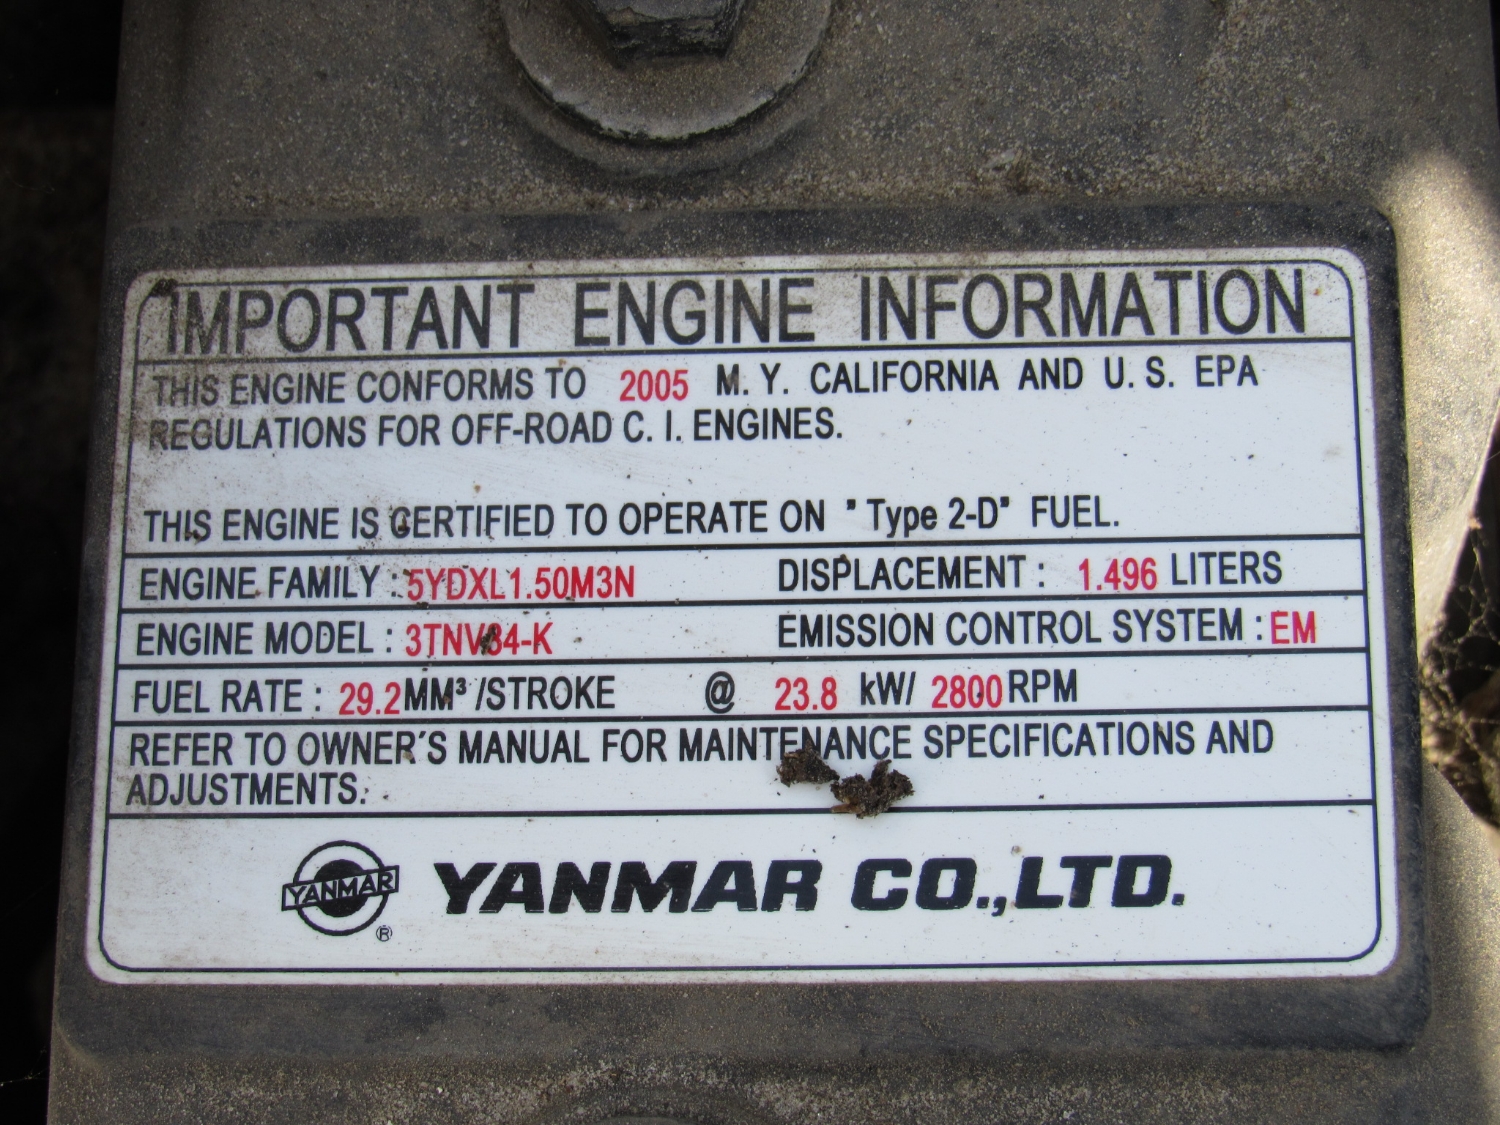 IMPORTANT ENGINE INFORMATION
THIS ENGINE CONFORMS TO 2005 M. Y. CALIFORNIA AND U. S. EPA
REGULATIONS FOR OFF-ROAD C. I. ENGINES.
THIS ENGINE IS CERTIFIED TO OPERATE ON "Type 2-D" FUEL.
ENGINE FAMILY : 5YDXL1.50M3N DISPLACEMENT : 1.496 LITERS
ENGINE MODEL : 3TNV84-K EMISSION CONTROL SYSTEM : EM
FUEL RATE : 29.2MM³ /STROKE @ 23.8 kW/ 2800RPM
REFER TO OWNER'S MANUAL FOR MAINTENANCE SPECIFICATIONS AND
ADJUSTMENTS.
YANMAR ® YANMAR CO.,LTD.